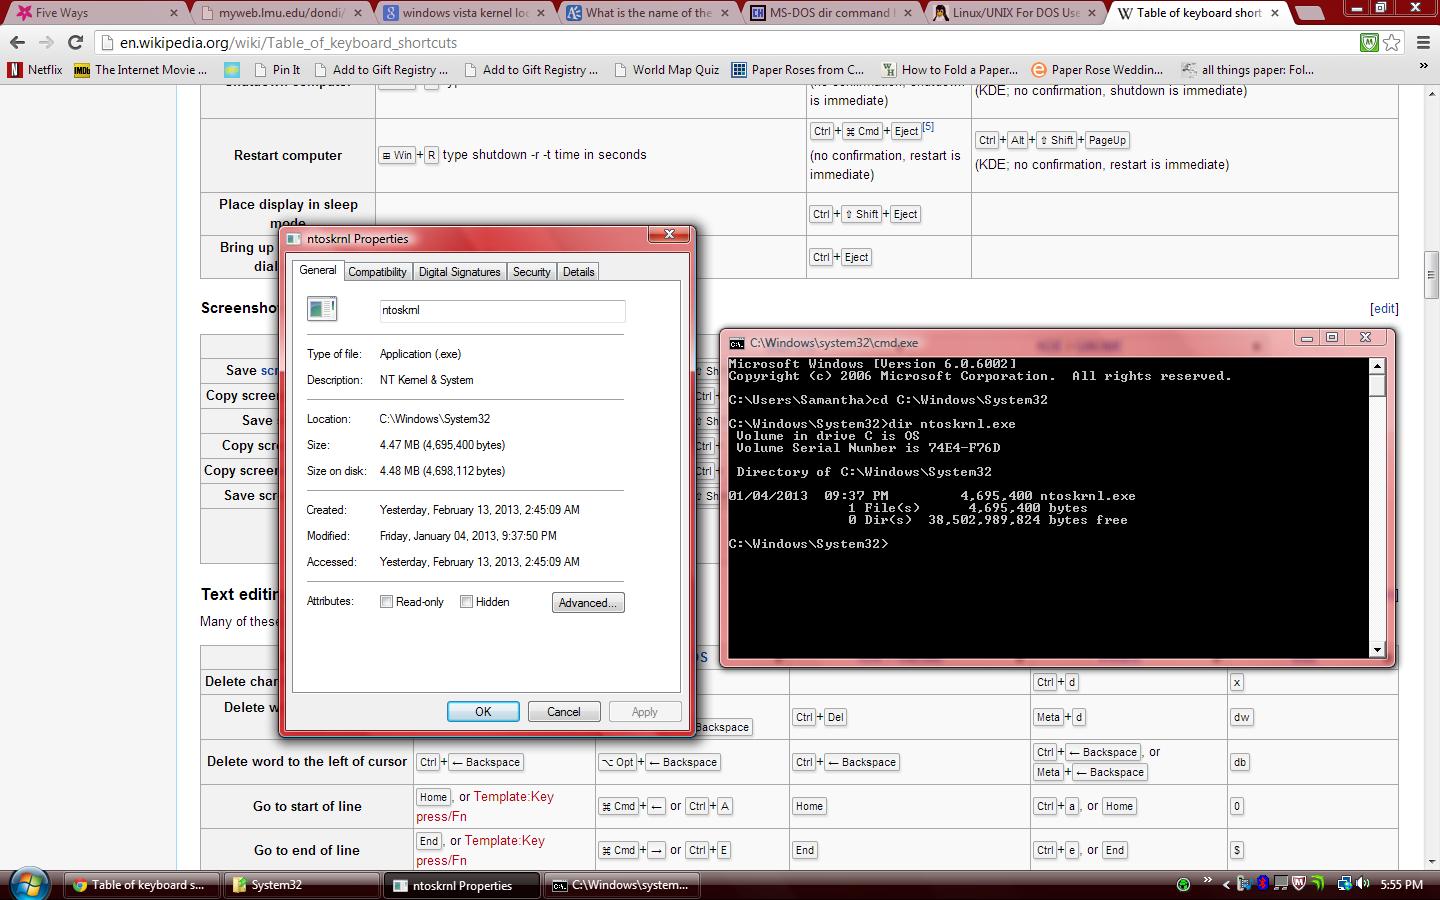 Five Ways
myweb.lmu.edu/dondi/
windows vista kernel loc
What is the name of the
MS-DOS dir command
Linux/UNIX For DOS Use
Table of keyboard short
en.wikipedia.org/wiki/Table_of_keyboard_shortcuts
Netflix
The Internet Movie ...
Pin It
Add to Gift Registry ...
Add to Gift Registry ...
World Map Quiz
Paper Roses from C...
How to Fold a Paper...
Paper Rose Weddin...
all things paper: Fol...
is immediate)
(KDE; no confirmation, shutdown is immediate)
Restart computer
Win + R type shutdown -r -t time in seconds
Ctrl + ⌘ Cmd + Eject [5]
(no confirmation, restart is
immediate)
Ctrl + Alt + ⇧ Shift + PageUp
(KDE; no confirmation, restart is immediate)
Place display in sleep
mode
Ctrl + ⇧ Shift + Eject
Bring up
Ctrl + Eject
[edit]
Save scr
Copy scree
Save s
Copy scree
Copy screen
Save scr
Text editin
Many of these
ntoskrnl Properties
General
Compatibility
Digital Signatures
Security
Details
ntoskrnl
Type of file: Application (.exe)
Description: NT Kernel & System
Location: C:\Windows\System32
Size: 4.47 MB (4,695,400 bytes)
Size on disk: 4.48 MB (4,698,112 bytes)
Created: Yesterday, February 13, 2013, 2:45:09 AM
Modified: Friday, January 04, 2013, 9:37:50 PM
Accessed: Yesterday, February 13, 2013, 2:45:09 AM
Attributes: Read-only Hidden Advanced...
OK Cancel Apply
C:\Windows\system32\cmd.exe
Microsoft Windows [Version 6.0.6002]
Copyright (c) 2006 Microsoft Corporation. All rights reserved.
C:\Users\Samantha>cd C:\Windows\System32
C:\Windows\System32>dir ntoskrnl.exe
Volume in drive C is OS
Volume Serial Number is 74E4-F76D
Directory of C:\Windows\System32
01/04/2013 09:37 PM 4,695,400 ntoskrnl.exe
1 File(s) 4,695,400 bytes
0 Dir(s) 38,502,989,824 bytes free
C:\Windows\System32>
Delete char
Ctrl + d
x
Delete w
Backspace
Ctrl + Del
Meta + d
dw
Delete word to the left of cursor
Ctrl + ← Backspace
⌥ Opt + ← Backspace
Ctrl + ← Backspace
Ctrl + ← Backspace , or
Meta + ← Backspace
db
Go to start of line
Home , or Template:Key
press/Fn
⌘ Cmd + ← or Ctrl + A
Home
Ctrl + a , or Home
0
Go to end of line
End , or Template:Key
press/Fn
⌘ Cmd + → or Ctrl + E
End
Ctrl + e , or End
$
Table of keyboard s...
System32
ntoskrnl Properties
C:\Windows\system...
5:55 PM